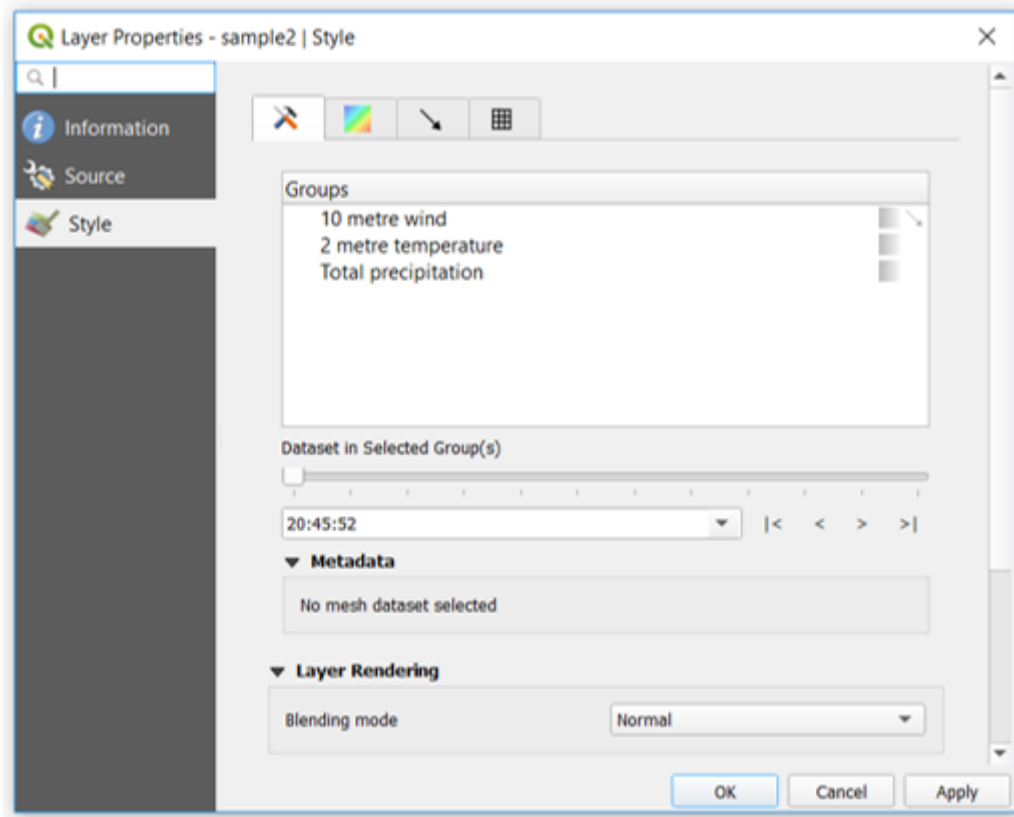 Layer Properties - sample2 | Style
Information
Source
Style
Groups
10 metre wind
2 metre temperature
Total precipitation
Dataset in Selected Group(s)
20:45:52
|< < > >|
Metadata
No mesh dataset selected
Layer Rendering
Blending mode Normal
OK Cancel Apply